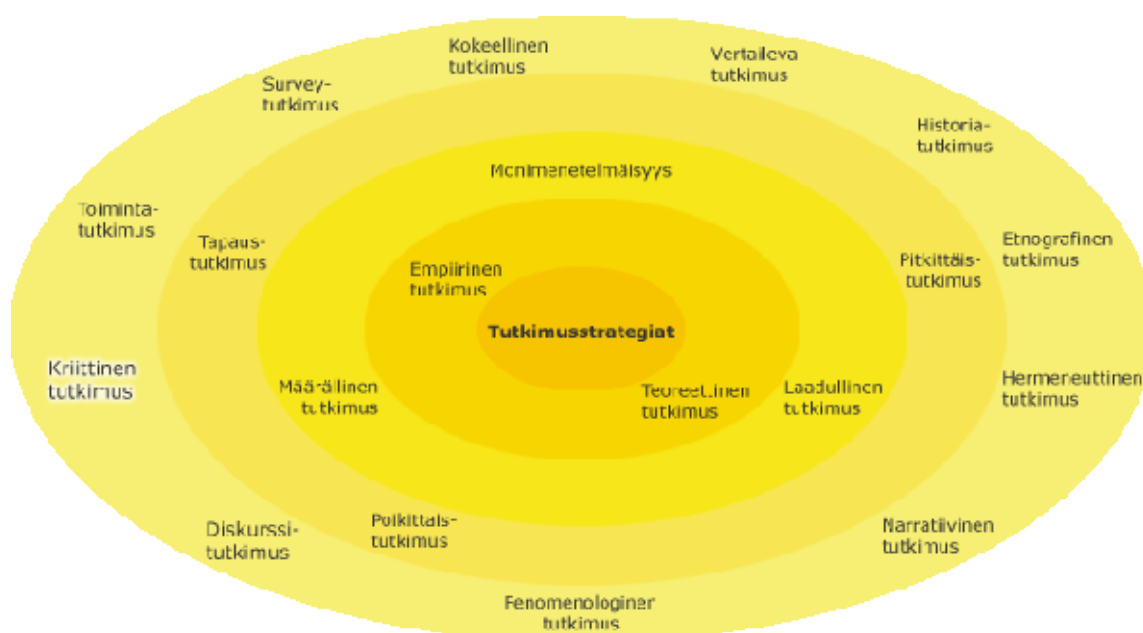 Kokeellinen
tutkimus
Vertaileva
tutkimus
Survey-
tutkimus
Historia-
tutkimus
Monimenetelmäisyys
Toiminta-
tutkimus
Tapaus-
tutkimus
Empiirinen
tutkimus
Pitkittäis-
tutkimus
Etnografinen
tutkimus
Tutkimusstrategiat
Kriittinen
tutkimus
Määrällinen
tutkimus
Teoreettinen
tutkimus
Laadullinen
tutkimus
Hermeneuttinen
tutkimus
Diskurssi-
tutkimus
Poikittais-
tutkimus
Narratiivinen
tutkimus
Fenomenologinen
tutkimus